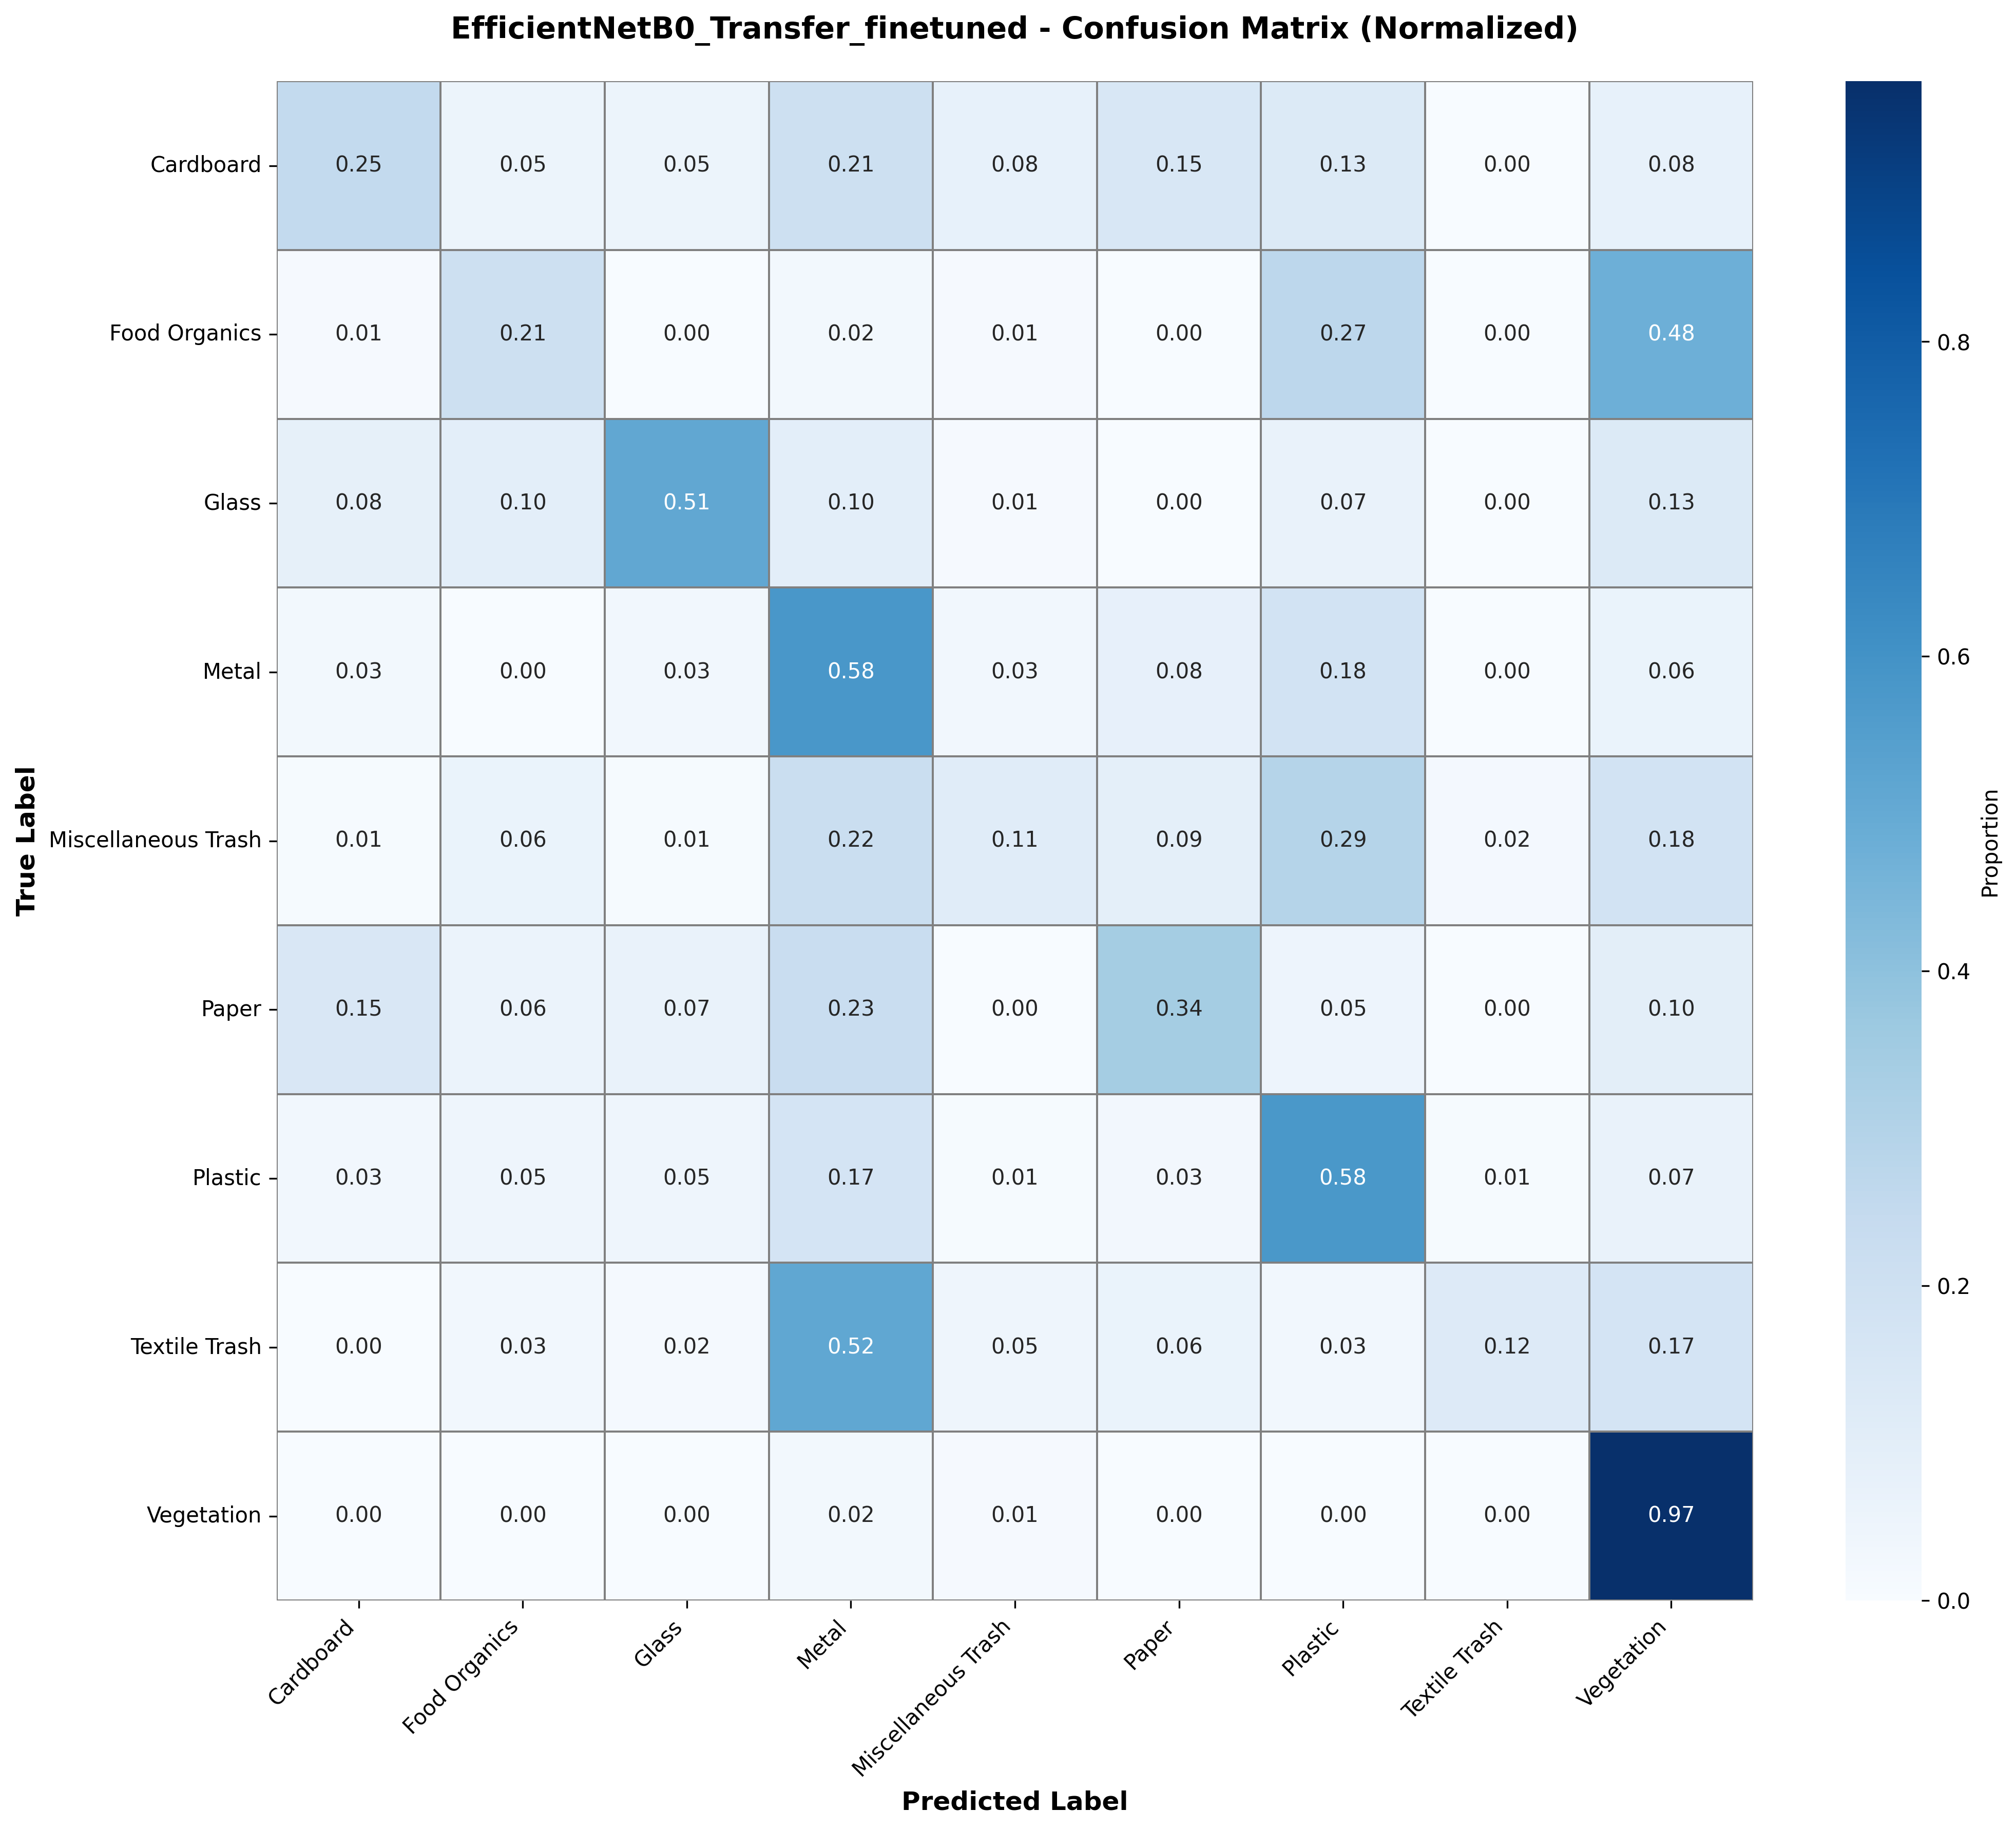 EfficientNetB0_Transfer_finetuned - Confusion Matrix (Normalized)
True Label
Cardboard 0.25 0.05 0.05 0.21 0.08 0.15 0.13 0.00 0.08
Food Organics 0.01 0.21 0.00 0.02 0.01 0.00 0.27 0.00 0.48
Glass 0.08 0.10 0.51 0.10 0.01 0.00 0.07 0.00 0.13
Metal 0.03 0.00 0.03 0.58 0.03 0.08 0.18 0.00 0.06
Miscellaneous Trash 0.01 0.06 0.01 0.22 0.11 0.09 0.29 0.02 0.18
Paper 0.15 0.06 0.07 0.23 0.00 0.34 0.05 0.00 0.10
Plastic 0.03 0.05 0.05 0.17 0.01 0.03 0.58 0.01 0.07
Textile Trash 0.00 0.03 0.02 0.52 0.05 0.06 0.03 0.12 0.17
Vegetation 0.00 0.00 0.00 0.02 0.01 0.00 0.00 0.00 0.97
Cardboard
Food Organics
Glass
Metal
Miscellaneous Trash
Paper
Plastic
Textile Trash
Vegetation
Predicted Label
0.8
0.6
0.4
0.2
0.0
Proportion